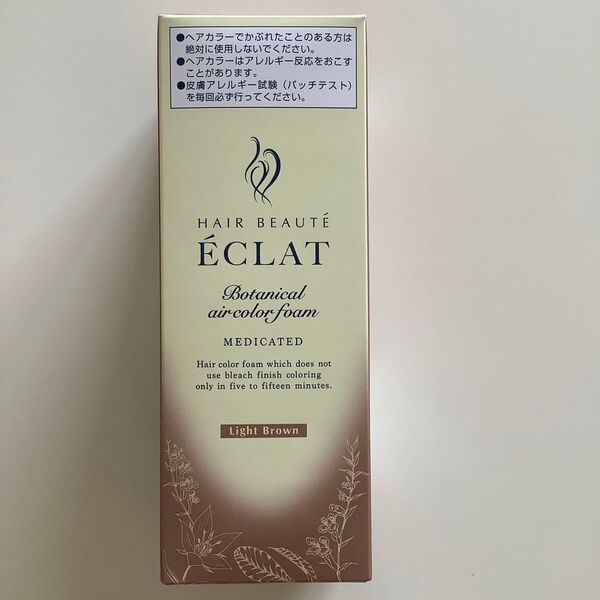 ●ヘアカラーでかぶれたことのある方は
絶対に使用しないでください。
●ヘアカラーはアレルギー反応をおこす
ことがあります。
●皮膚アレルギー試験（パッチテスト）
を毎回必ず行ってください。
HAIR BEAUTÉ
ÉCLAT
Botanical
air color foam
MEDICATED
Hair color foam which does not
use bleach finish coloring
only in five to fifteen minutes.
Light Brown